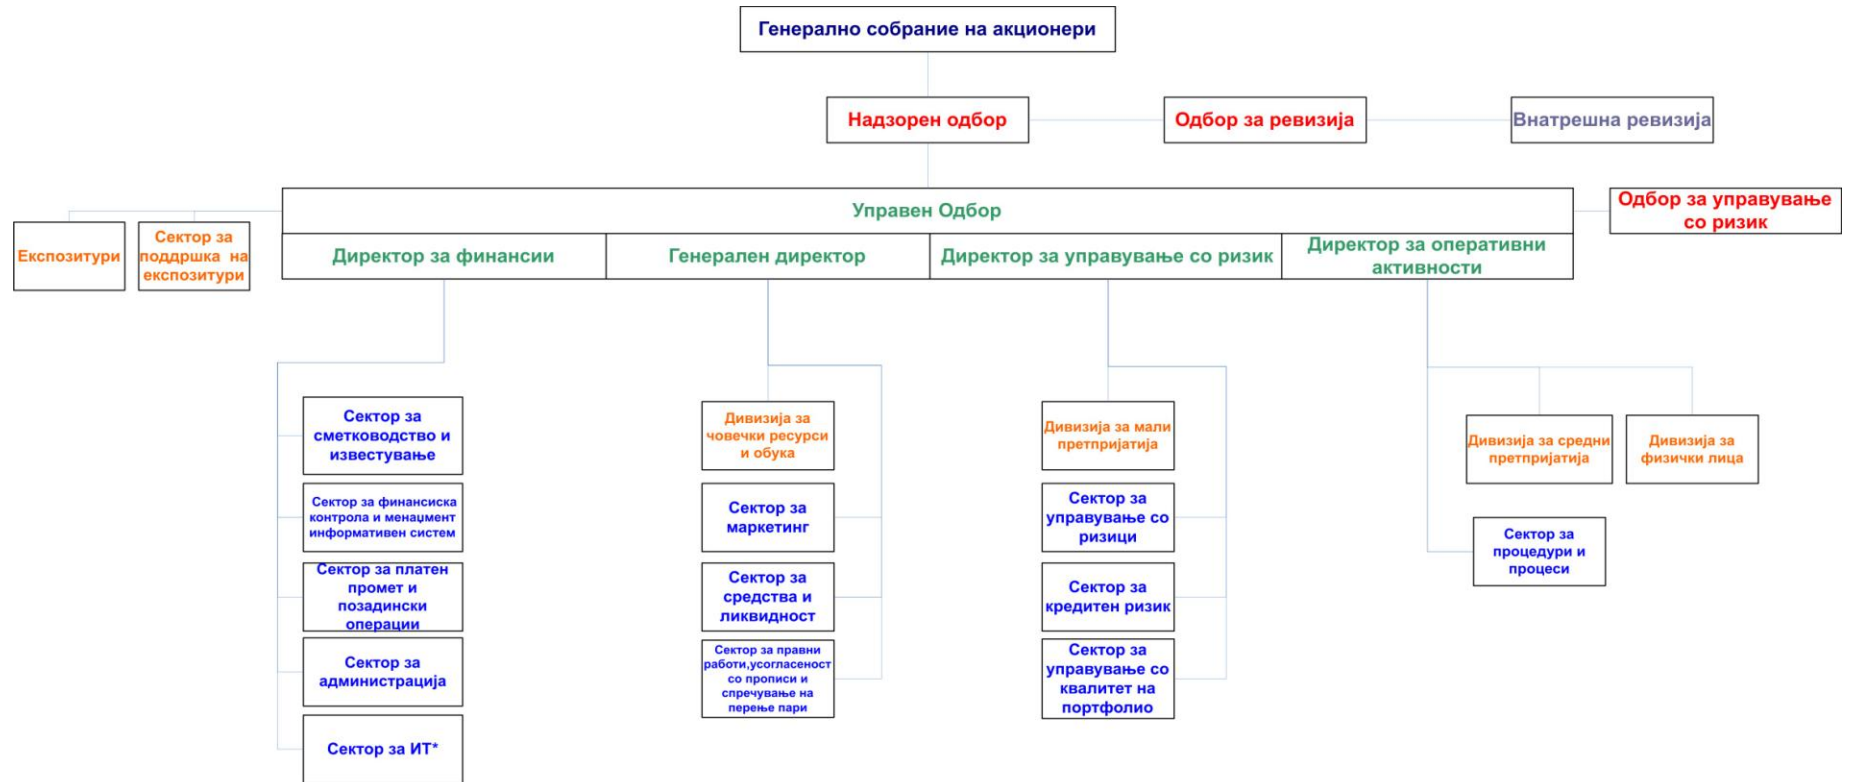 Генерално собрание на акционери
Надзорен одбор
Одбор за ревизија
Внатрешна ревизија
Управен Одбор
Одбор за управување
со ризик
Експозитури
Сектор за
поддршка на
експозитури
Директор за финансии
Генерален директор
Директор за управување со ризик
Директор за оперативни
активности
Сектор за
сметководство и
известување
Сектор за финансиска
контрола и менаџмент
информативен систем
Сектор за платен
промет и
позадински
операции
Сектор за
администрација
Сектор за ИТ*
Дивизија за
човечки ресурси
и обука
Сектор за
маркетинг
Сектор за
средства и
ликвидност
Сектор за правни
работи,усогласеност
со прописи и
спречување на
перење пари
Дивизија за мали
претпријатија
Сектор за
управување со
ризици
Сектор за
кредитен ризик
Сектор за
управување со
квалитет на
портфолио
Дивизија за средни
претпријатија
Дивизија за
физички лица
Сектор за
процедури и
процеси